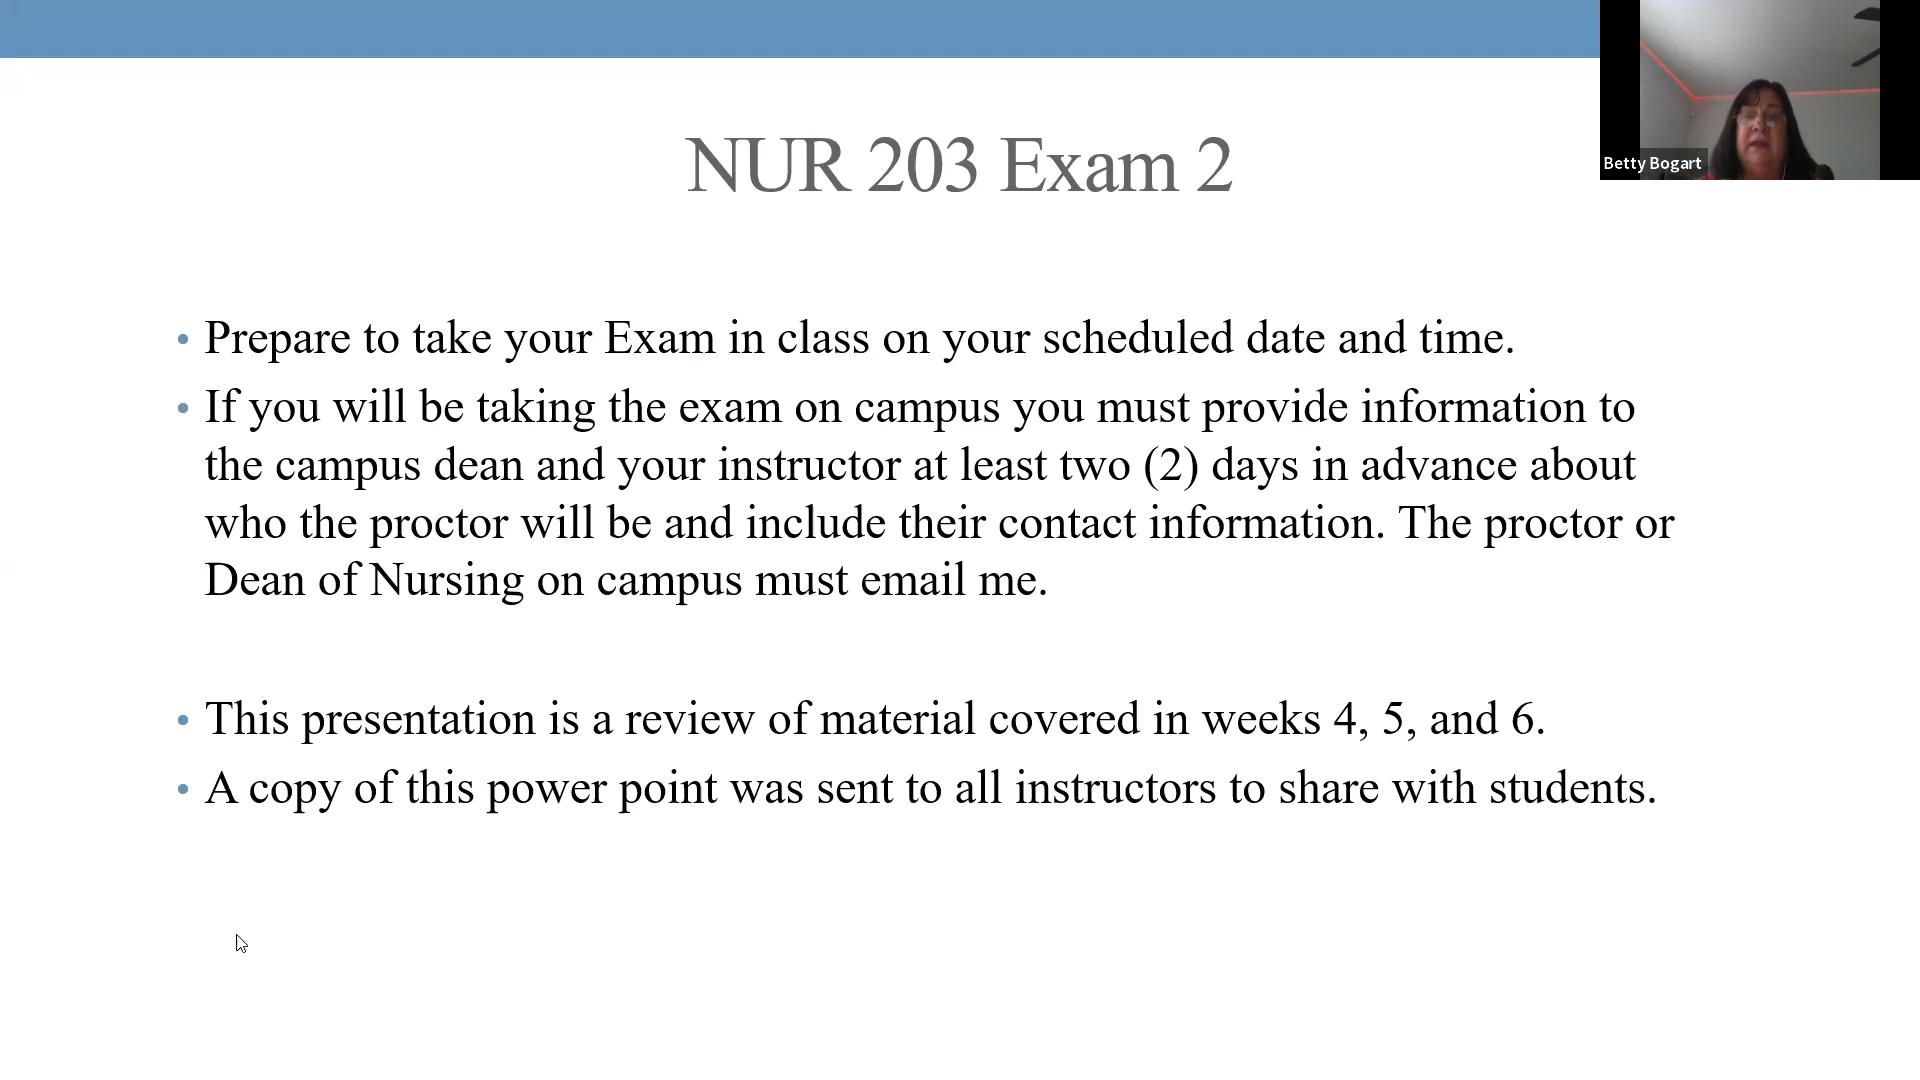 Betty Bogart
NUR 203 Exam 2
• Prepare to take your Exam in class on your scheduled date and time.
• If you will be taking the exam on campus you must provide information to
the campus dean and your instructor at least two (2) days in advance about
who the proctor will be and include their contact information. The proctor or
Dean of Nursing on campus must email me.
• This presentation is a review of material covered in weeks 4, 5, and 6.
• A copy of this power point was sent to all instructors to share with students.